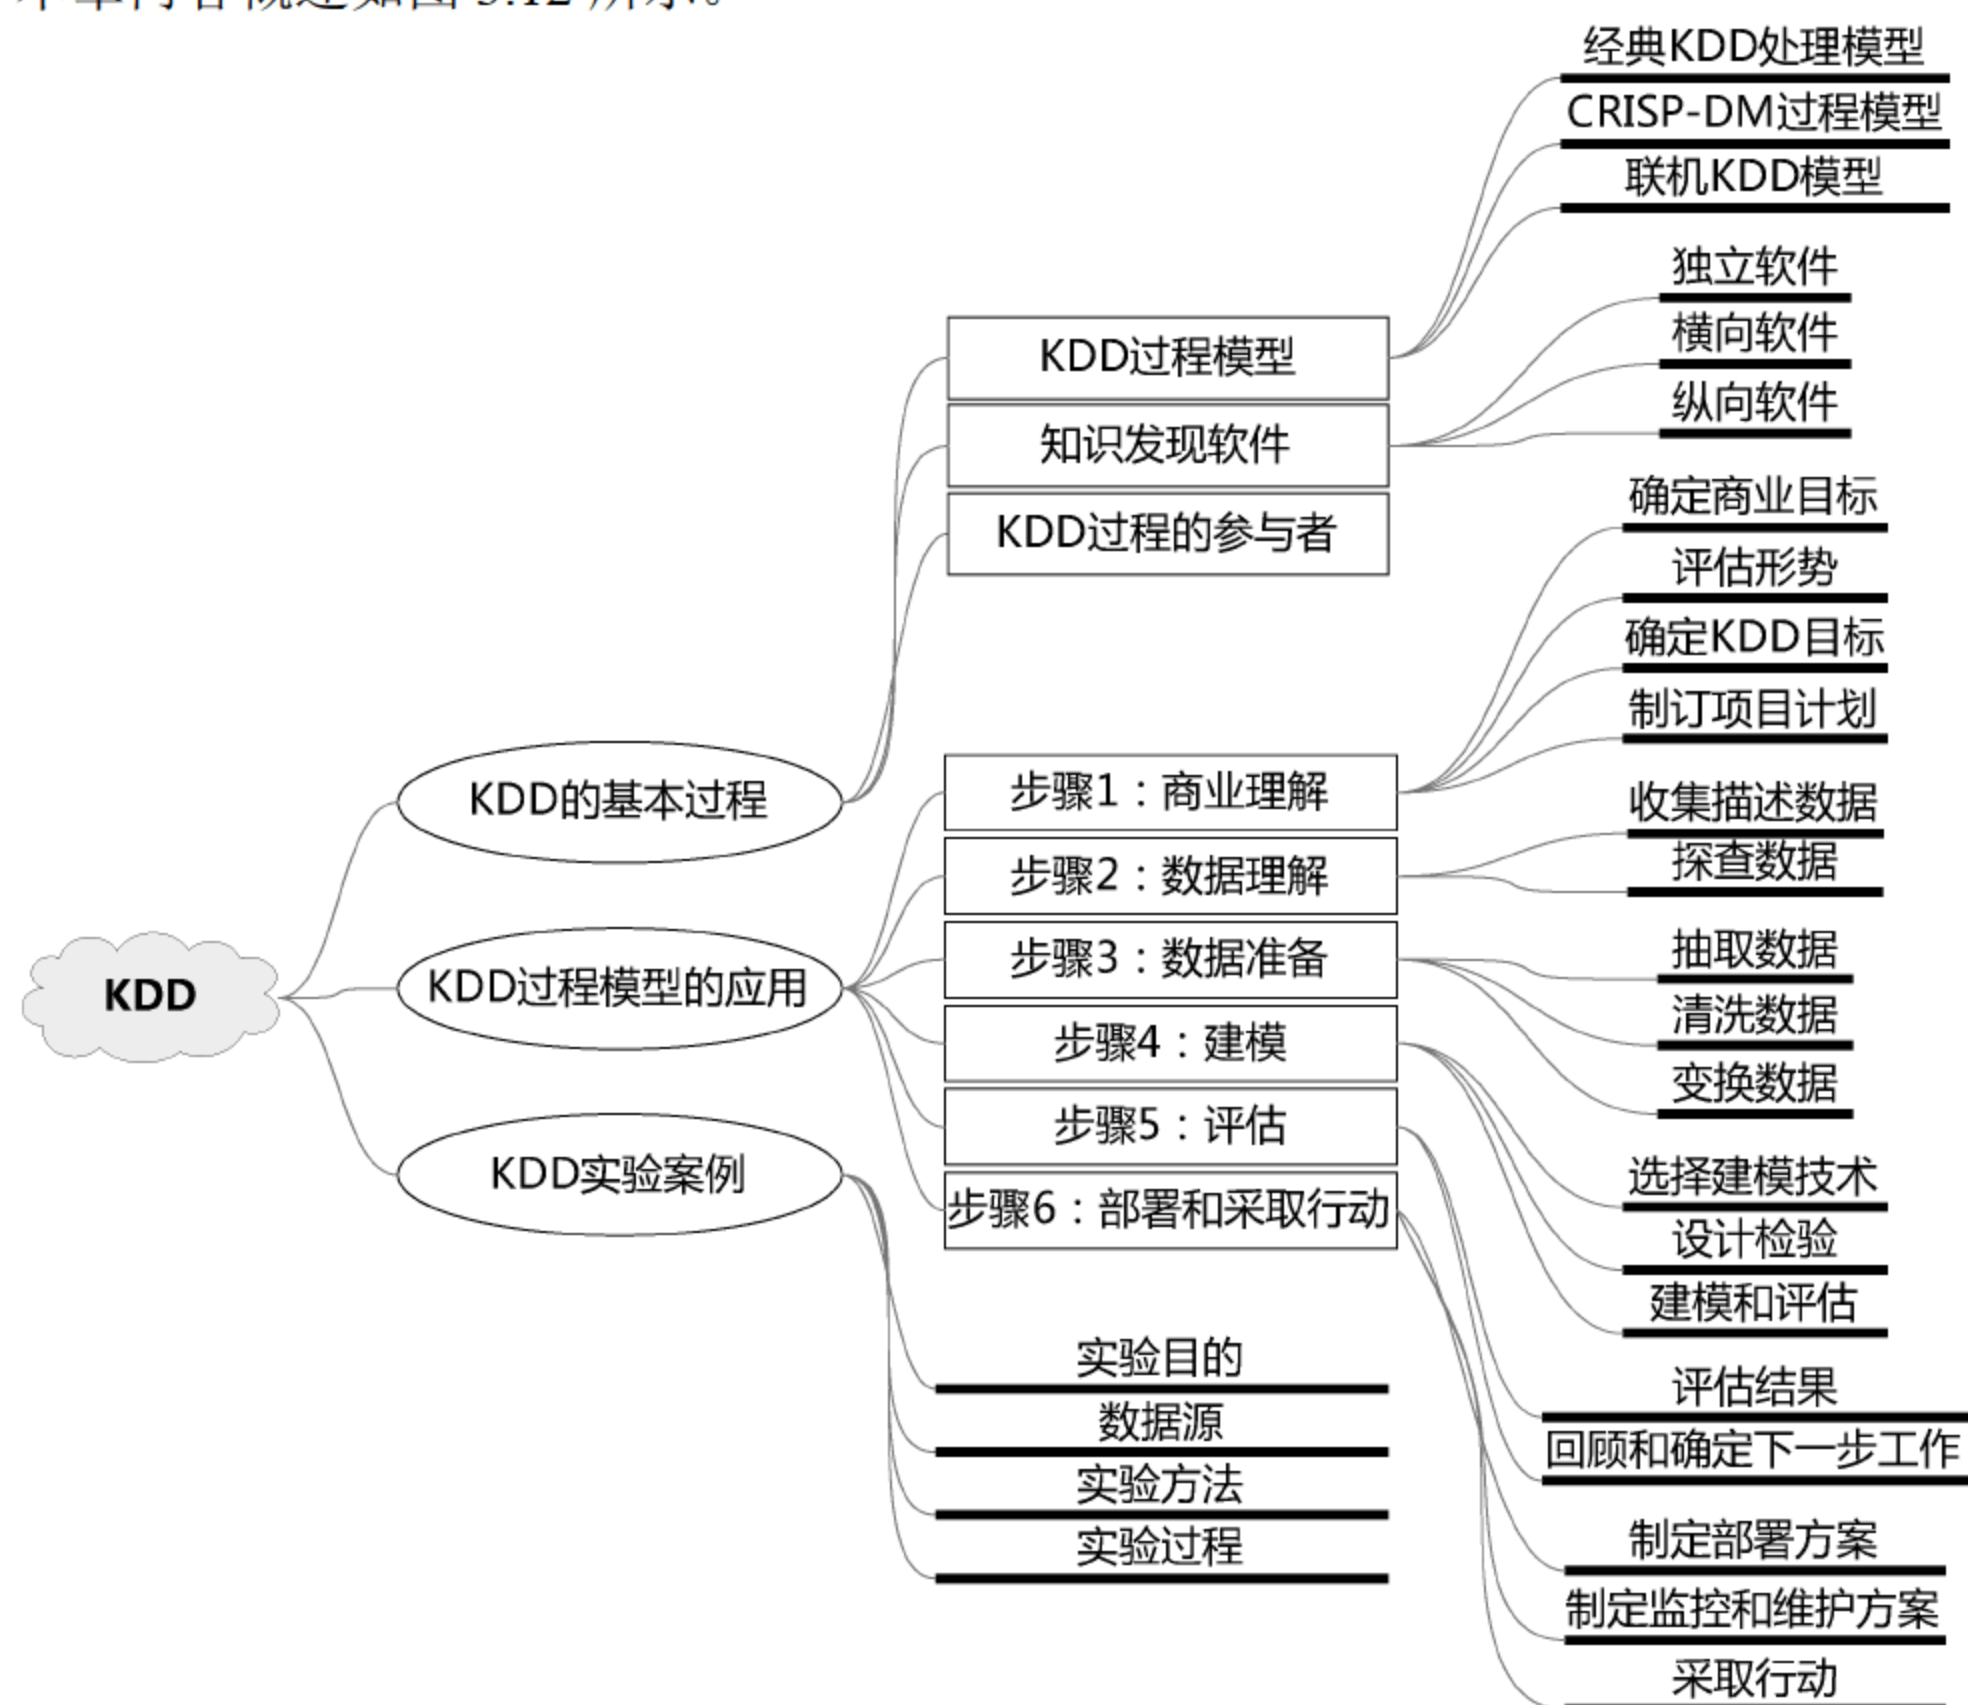 本章内容概述如图 3.12 所示。
KDD
KDD的基本过程
KDD过程模型
经典KDD处理模型
CRISP-DM过程模型
联机KDD模型
知识发现软件
独立软件
横向软件
纵向软件
KDD过程的参与者
KDD过程模型的应用
步骤1：商业理解
确定商业目标
评估形势
确定KDD目标
制订项目计划
步骤2：数据理解
收集描述数据
探查数据
步骤3：数据准备
抽取数据
清洗数据
变换数据
步骤4：建模
选择建模技术
设计检验
建模和评估
步骤5：评估
评估结果
回顾和确定下一步工作
步骤6：部署和采取行动
制定部署方案
制定监控和维护方案
采取行动
KDD实验案例
实验目的
数据源
实验方法
实验过程